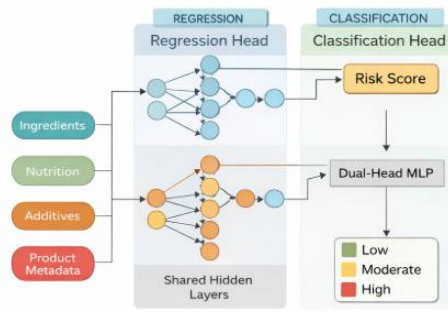 REGRESSION
CLASSIFICATION
Regression Head
Classification Head
Ingredients
Nutrition
Additives
Product
Metadata
Shared Hidden
Layers
Risk Score
Dual-Head MLP
Low
Moderate
High